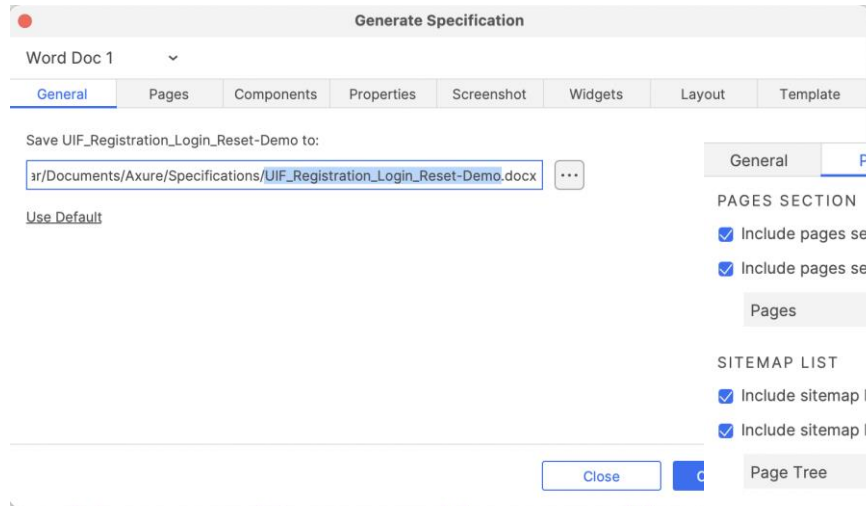 Generate Specification
Word Doc 1
General Pages Components Properties Screenshot Widgets Layout Template
Save UIF_Registration_Login_Reset-Demo to:
ar/Documents/Axure/Specifications/UIF_Registration_Login_Reset-Demo.docx ...
Use Default
Close
General
PAGES SECTION
Include pages se
Include pages se
Pages
SITEMAP LIST
Include sitemap
Include sitemap
Page Tree